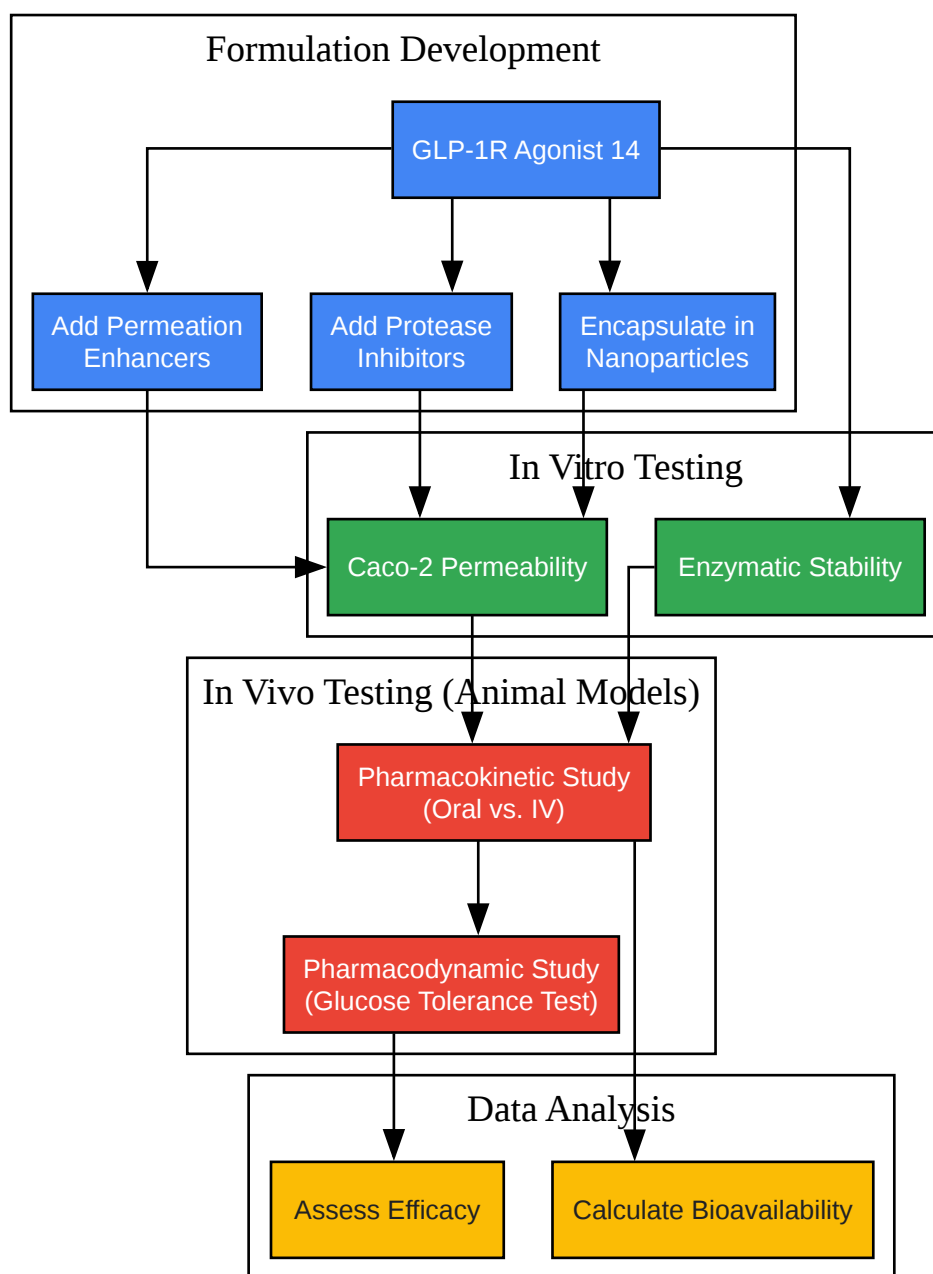 Formulation Development
GLP-1R Agonist 14
Add Permeation
Enhancers
Add Protease
Inhibitors
Encapsulate in
Nanoparticles
In Vitro Testing
Caco-2 Permeability
Enzymatic Stability
In Vivo Testing (Animal Models)
Pharmacokinetic Study
(Oral vs. IV)
Pharmacodynamic Study
(Glucose Tolerance Test)
Data Analysis
Assess Efficacy
Calculate Bioavailability